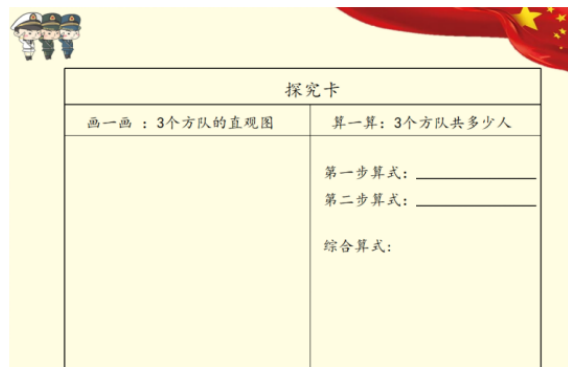 探究卡
画一画：3个方队的直观图
算一算：3个方队共多少人
第一步算式：
第二步算式：
综合算式：